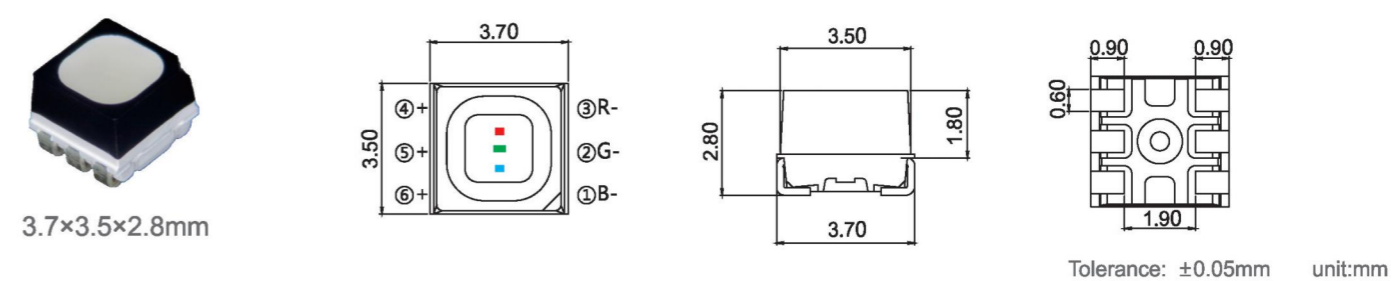 3.70
3.50
④+
⑤+
⑥+
③R-
②G-
①B-
3.50
2.80
1.80
3.70
0.90
0.90
0.60
1.90
3.7×3.5×2.8mm
Tolerance: ±0.05mm unit:mm